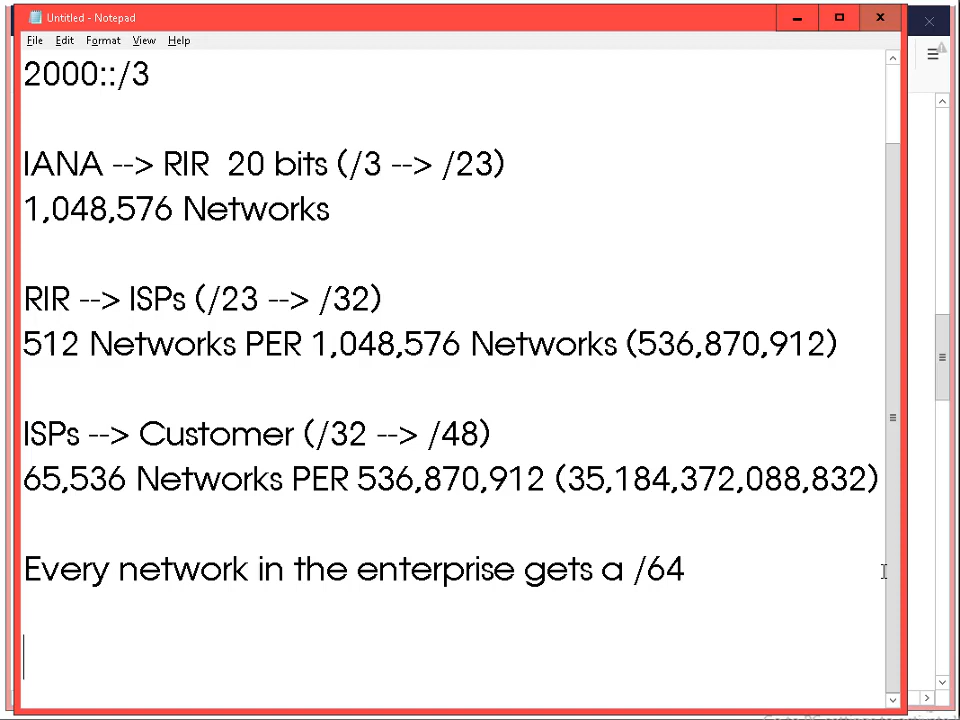 Untitled - Notepad
File Edit Format View Help
2000::/3
IANA --> RIR  20 bits (/3 --> /23)
1,048,576 Networks
RIR --> ISPs (/23 --> /32)
512 Networks PER 1,048,576 Networks (536,870,912)
ISPs --> Customer (/32 --> /48)
65,536 Networks PER 536,870,912 (35,184,372,088,832)
Every network in the enterprise gets a /64